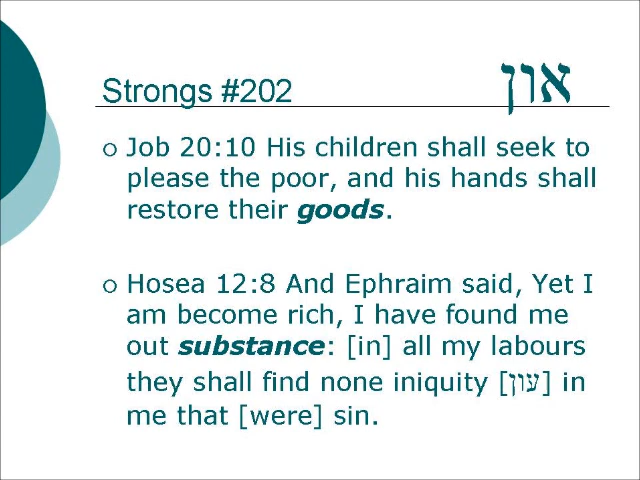 Strongs #202 און
Job 20:10 His children shall seek to
please the poor, and his hands shall
restore their goods.
Hosea 12:8 And Ephraim said, Yet I
am become rich, I have found me
out substance: [in] all my labours
they shall find none iniquity [עון] in
me that [were] sin.